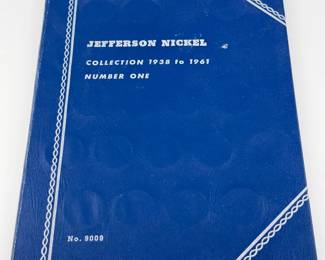 JEFFERSON NICKEL
COLLECTION 1938 to 1961
NUMBER ONE
No. 9009